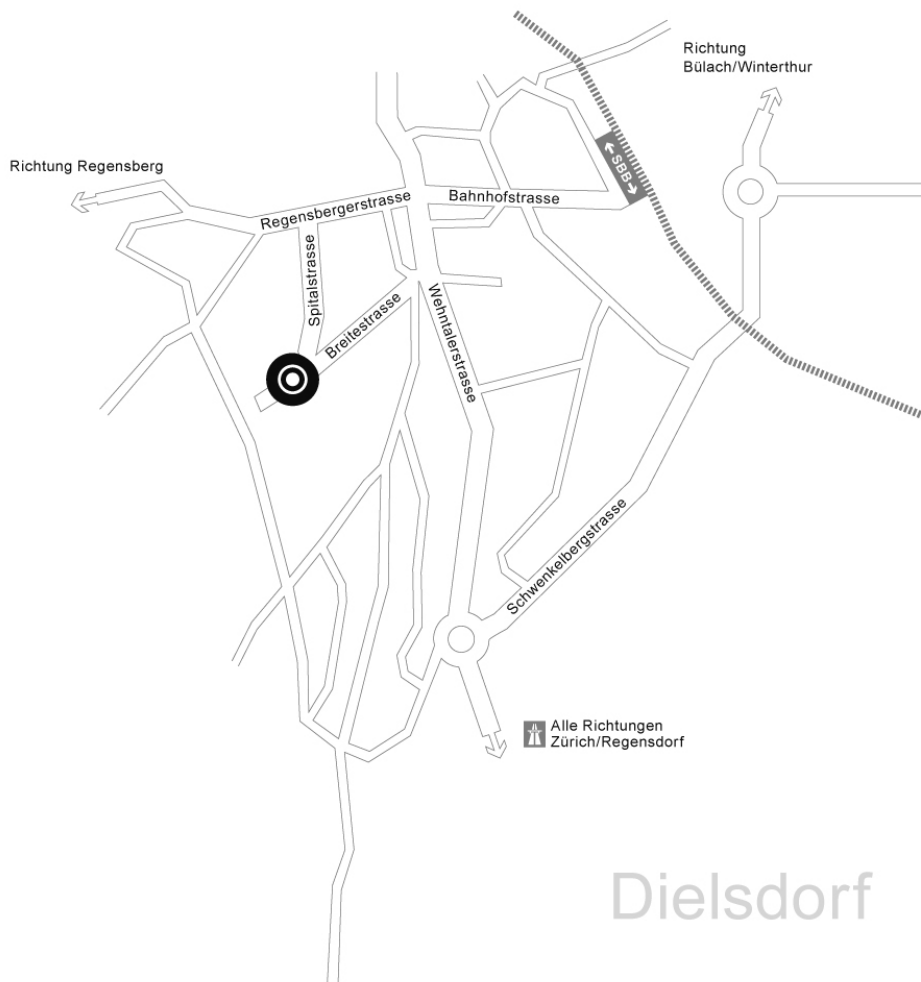 Richtung
Bülach/Winterthur
Richtung Regensberg
SBB
Bahnhofstrasse
Regensbergerstrasse
Spitalstrasse
Breitestrasse
Wehntalerstrasse
Schwenkelbergstrasse
Alle Richtungen
Zürich/Regensdorf
Dielsdorf